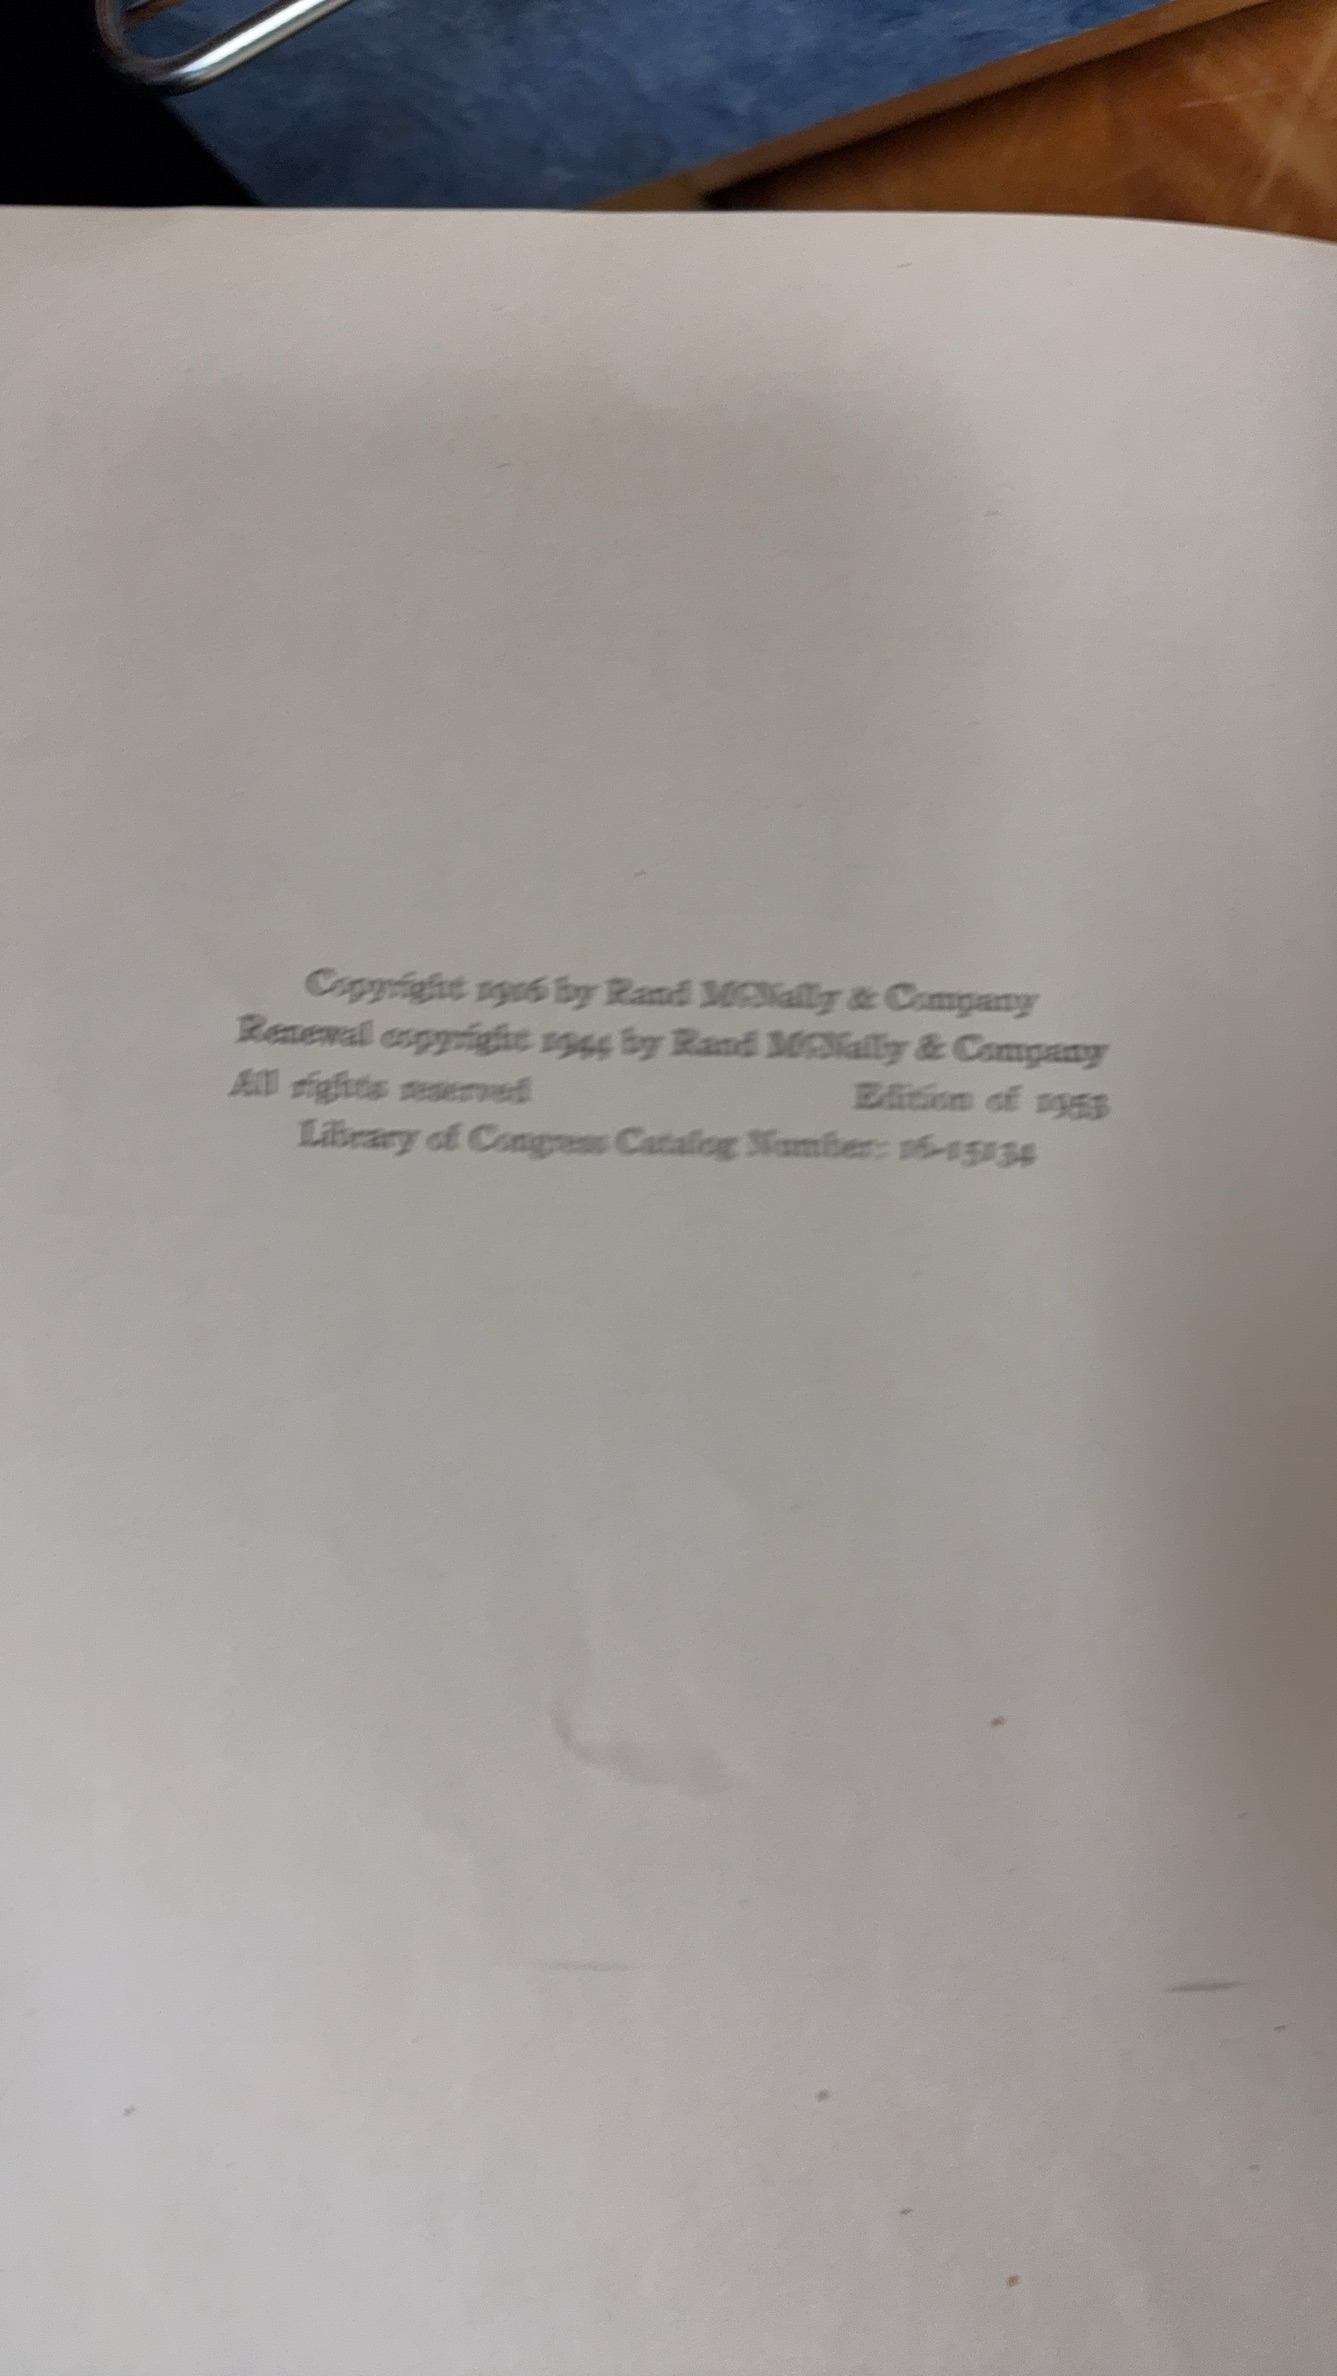 Copyright 1916 by Rand McNally & Company
Renewal copyright 1944 by Rand McNally & Company
All rights reserved Edition of 1953
Library of Congress Catalog Number: 16-15134